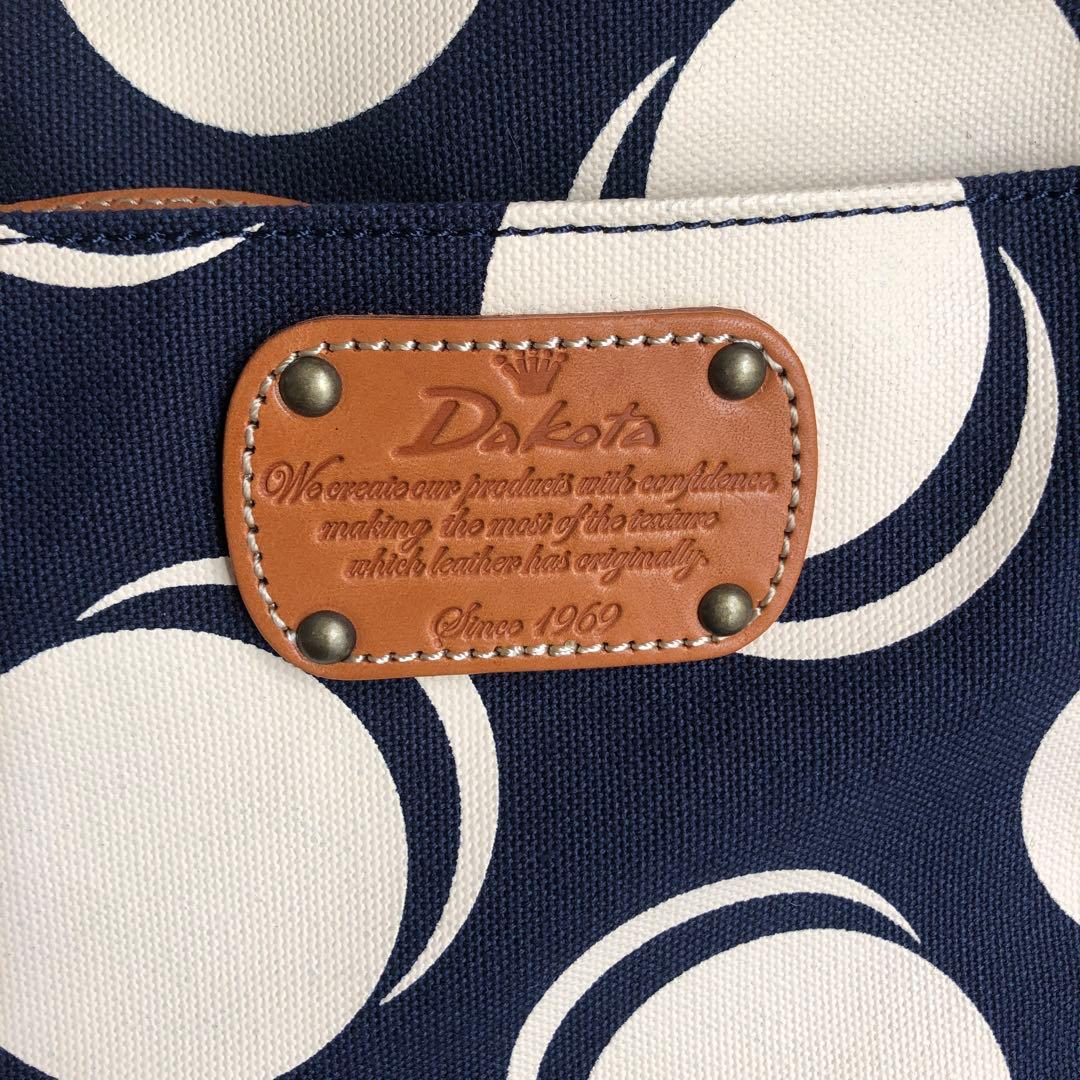 Dakota
We create our products with confidence,
making the most of the texture
which leather has originally.
Since 1969